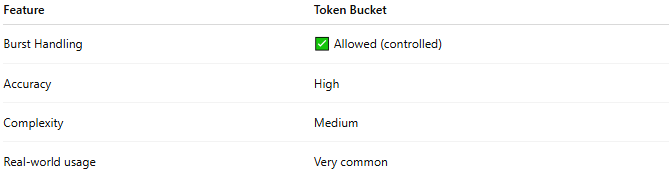 Feature Token Bucket
Burst Handling ✅ Allowed (controlled)
Accuracy High
Complexity Medium
Real-world usage Very common